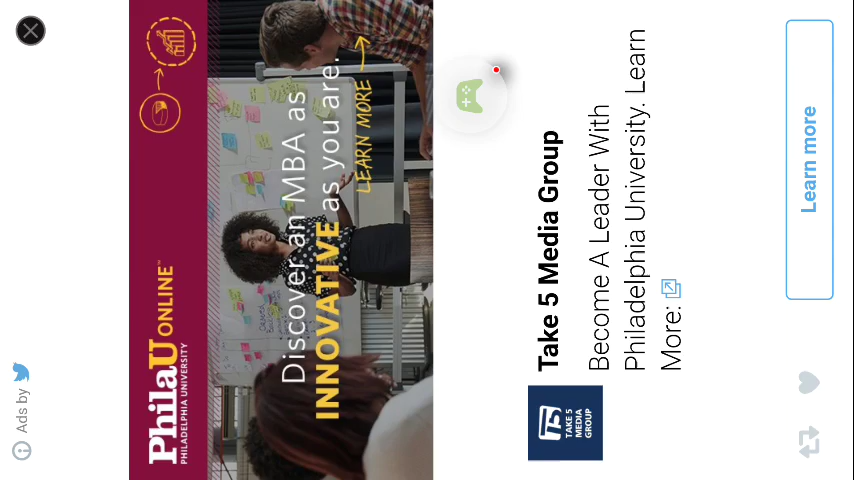 PhilaU ONLINE™
PHILADELPHIA UNIVERSITY
Discover an MBA as
INNOVATIVE as you are.
LEARN MORE
TAKE 5
MEDIA
GROUP
Take 5 Media Group
Become A Leader With
Philadelphia University. Learn
More:
Learn more
Ads by